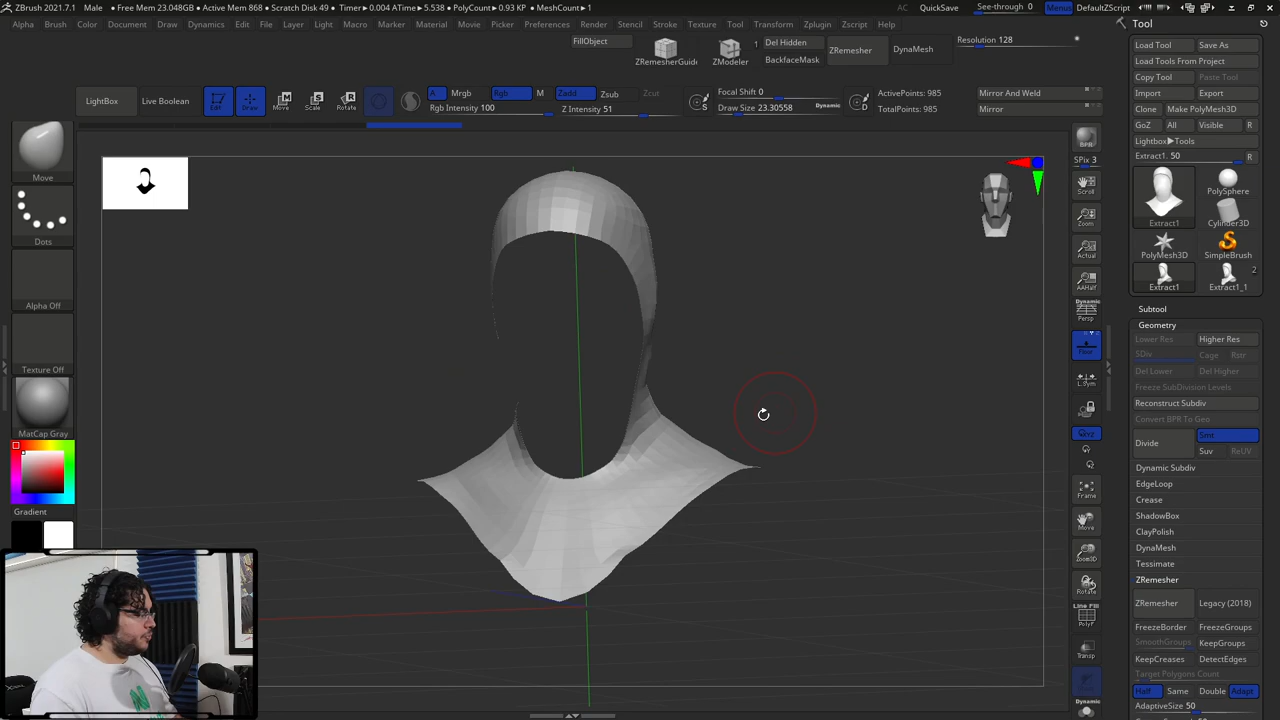 ZBrush 2021.7.1 Male • Free Mem 23.048GB • Active Mem 868 • Scratch Disk 49 • Timer▶0.004 ATime▶5.538 • PolyCount▶0.93 KP • MeshCount▶1 AC QuickSave See-through 0 Menus DefaultZScript
Alpha Brush Color Document Draw Dynamics Edit File Layer Light Macro Marker Material Movie Picker Preferences Render Stencil Stroke Texture Tool Transform Zplugin Zscript Help
FillObject
ZRemesherGuide
ZModeler
1
Del Hidden
BackfaceMask
ZRemesher
DynaMesh
Resolution 128
LightBox
Live Boolean
Edit
Draw
Move
Scale
Rotate
A Mrgb Rgb M Zadd Zsub Zcut
Rgb Intensity 100
Z Intensity 51
S
Focal Shift 0
Draw Size 23.30558 Dynamic
D
ActivePoints: 985
TotalPoints: 985
Mirror And Weld
Mirror
Move
Dots
Alpha Off
Texture Off
MatCap Gray
Gradient
BPR
SPix 3
Scroll
Zoom
Actual
AAHalf
Dynamic
Persp
Floor
L.Sym
XYZ
Frame
Move
Zoom3D
Rotate
Line Fill
PolyF
Transp
Dynamic
Tool
Load Tool Save As
Load Tools From Project
Copy Tool Paste Tool
Import Export
Clone Make PolyMesh3D
GoZ All Visible R
Lightbox▶Tools
Extract1. 50 R
Extract1
PolySphere
Cylinder3D
PolyMesh3D SimpleBrush
2
Extract1 Extract1_1
Subtool
Geometry
Lower Res Higher Res
SDiv Cage Rstr
Del Lower Del Higher
Freeze SubDivision Levels
Reconstruct Subdiv
Convert BPR To Geo
Divide
Smt
Suv ReUV
Dynamic Subdiv
EdgeLoop
Crease
ShadowBox
ClayPolish
DynaMesh
Tessimate
ZRemesher
ZRemesher Legacy (2018)
FreezeBorder FreezeGroups
SmoothGroups KeepGroups
KeepCreases DetectEdges
Target Polygons Count
Half Same Double Adapt
AdaptiveSize 50